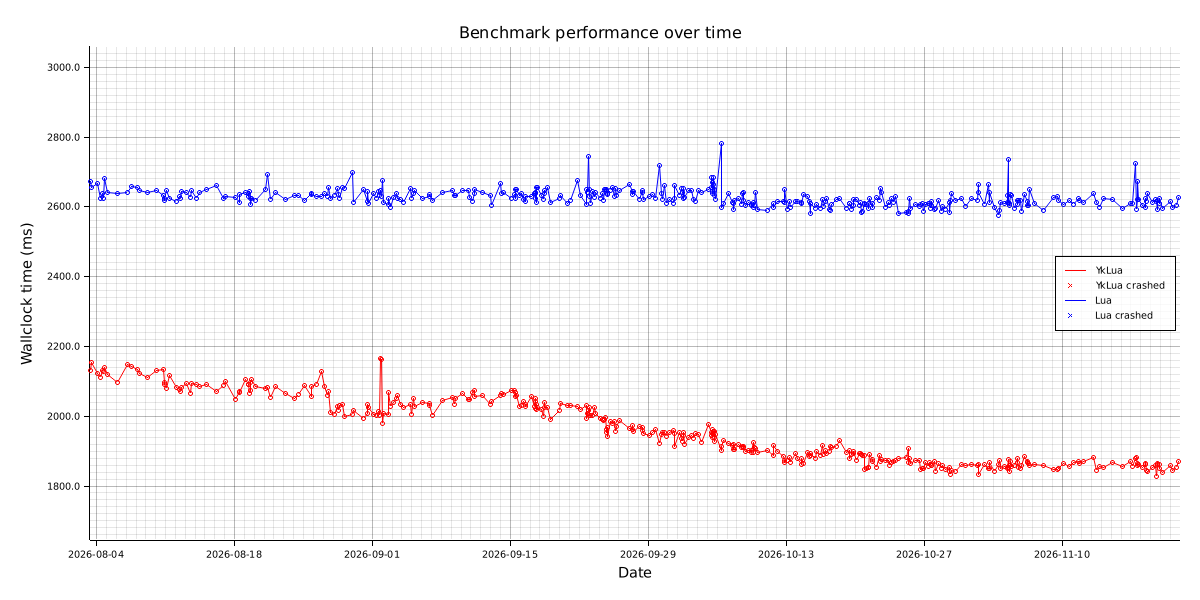 Benchmark performance over time
Wallclock time (ms)
3000.0
2800.0
2600.0
2400.0
2200.0
2000.0
1800.0
YkLua
YkLua crashed
Lua
Lua crashed
2026-08-04 2026-08-18 2026-09-01 2026-09-15 2026-09-29 2026-10-13 2026-10-27 2026-11-10
Date